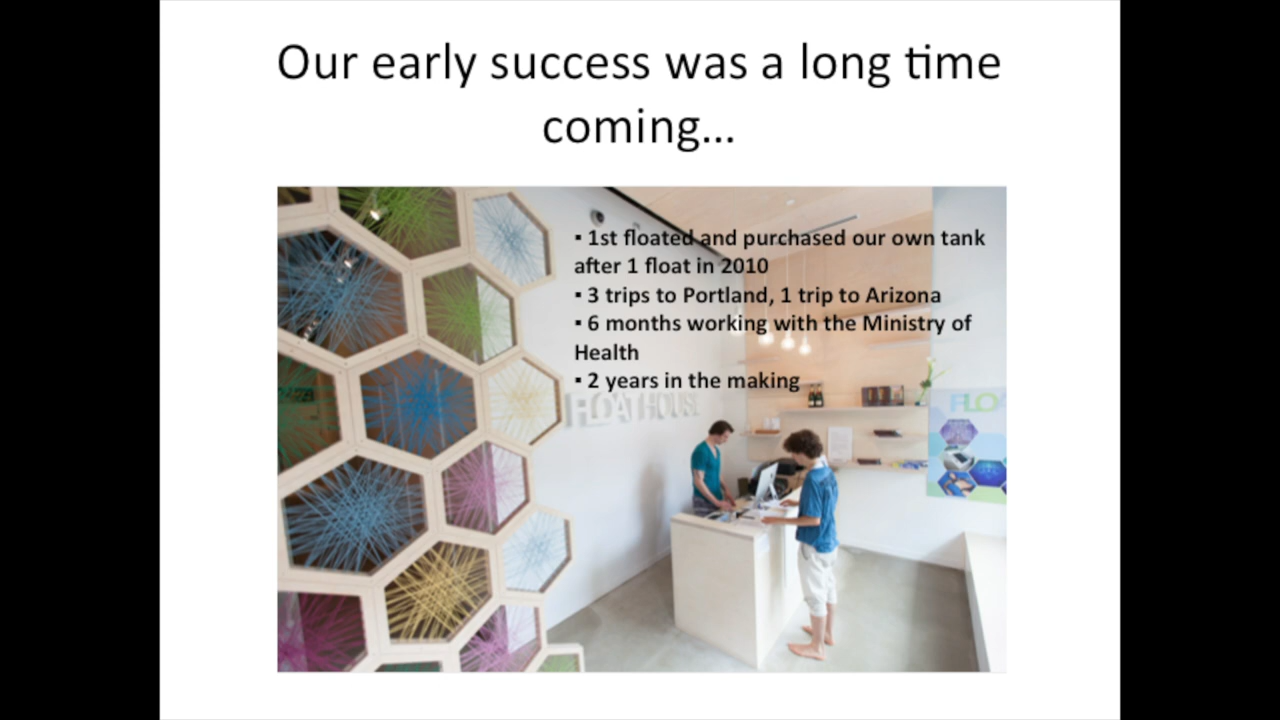 Our early success was a long time
coming...
▪ 1st floated and purchased our own tank
after 1 float in 2010
▪ 3 trips to Portland, 1 trip to Arizona
▪ 6 months working with the Ministry of
Health
▪ 2 years in the making
FLOAT HOUSE
FLO